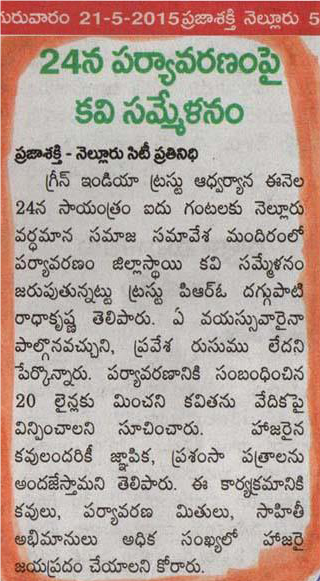 గురువారం 21-5-2015 ప్రజాశక్తి నెల్లూరు 5
24న పర్యావరణంపై
కవి సమ్మేళనం
ప్రజాశక్తి - నెల్లూరు సిటీ ప్రతినిధి
గ్రీన్ ఇండియా ట్రస్టు ఆధ్వర్యాన ఈనెల
24న సాయంత్రం ఐదు గంటలకు నెల్లూరు
వర్ధమాన సమాజ సమావేశ మందిరంలో
పర్యావరణం జిల్లాస్థాయి కవి సమ్మేళనం
జరుపుతున్నట్టు ట్రస్టు పిఆర్ఓ దగ్గుపాటి
రాధాకృష్ణ తెలిపారు. ఏ వయస్సువారైనా
పాల్గొనవచ్చుని, ప్రవేశ రుసుము లేదని
పేర్కొన్నారు. పర్యావరణానికి సంబంధించిన
20 లైన్లకు మించని కవితను వేదికపై
విన్పించాలని సూచించారు. హాజరైన
కవులందరికీ జ్ఞాపిక, ప్రశంసా పత్రాలను
అందజేస్తామని తెలిపారు. ఈ కార్యక్రమానికి
కవులు, పర్యావరణ మితులు, సాహితీ
అభిమానులు అధిక సంఖ్యలో హాజరై
జయప్రదం చేయాలని కోరారు.